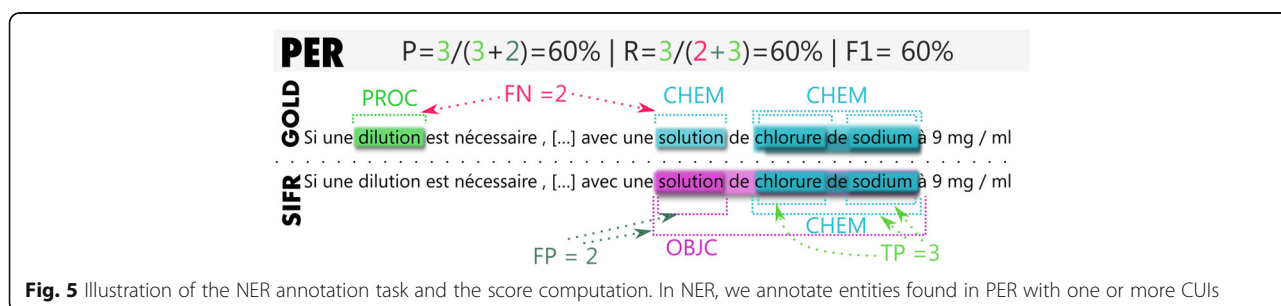 PER P=3/(3+2)=60% | R=3/(2+3)=60% | F1= 60%
PROC FN =2 CHEM CHEM
GOLD Si une dilution est nécessaire , [...] avec une solution de chlorure de sodium à 9 mg / ml
SIFR Si une dilution est nécessaire , [...] avec une solution de chlorure de sodium à 9 mg / ml
CHEM
FP = 2 OBJC TP =3
Fig. 5 Illustration of the NER annotation task and the score computation. In NER, we annotate entities found in PER with one or more CUIs